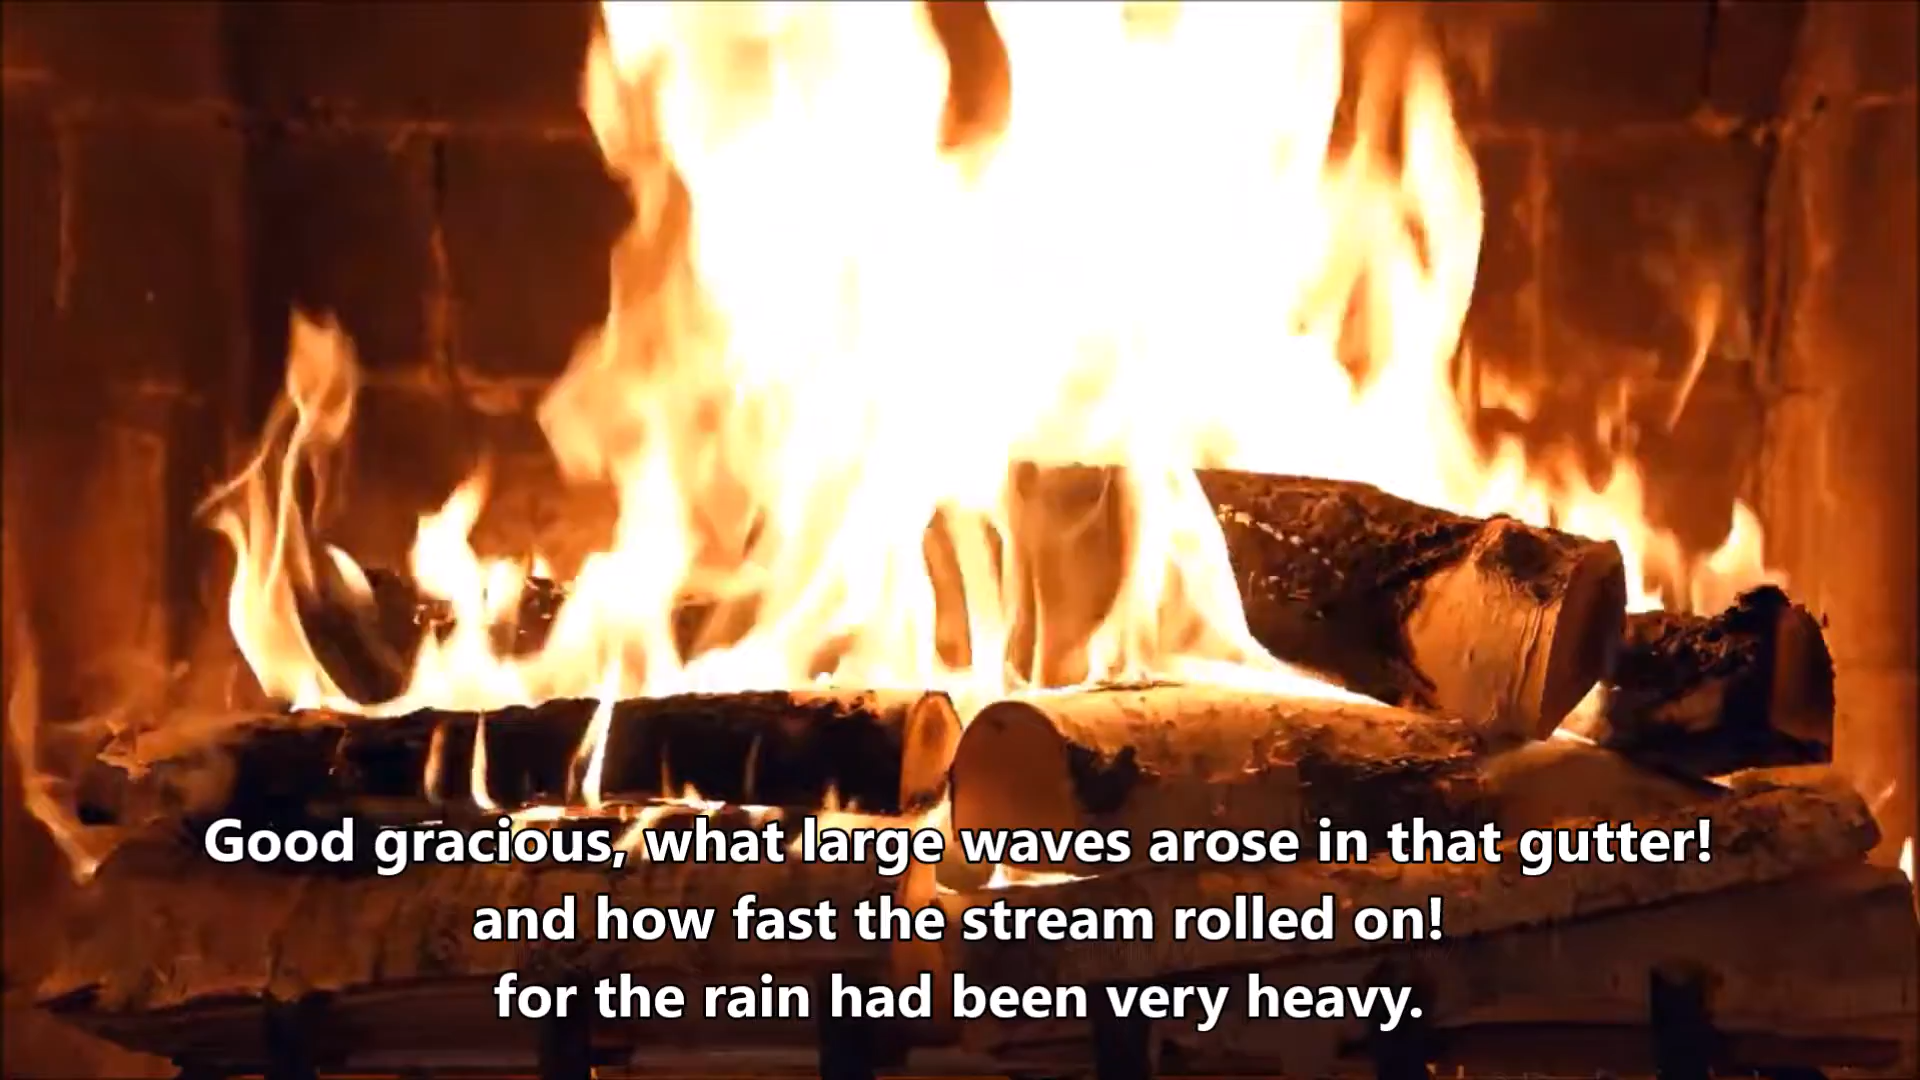 Good gracious, what large waves arose in that gutter!
and how fast the stream rolled on!
for the rain had been very heavy.